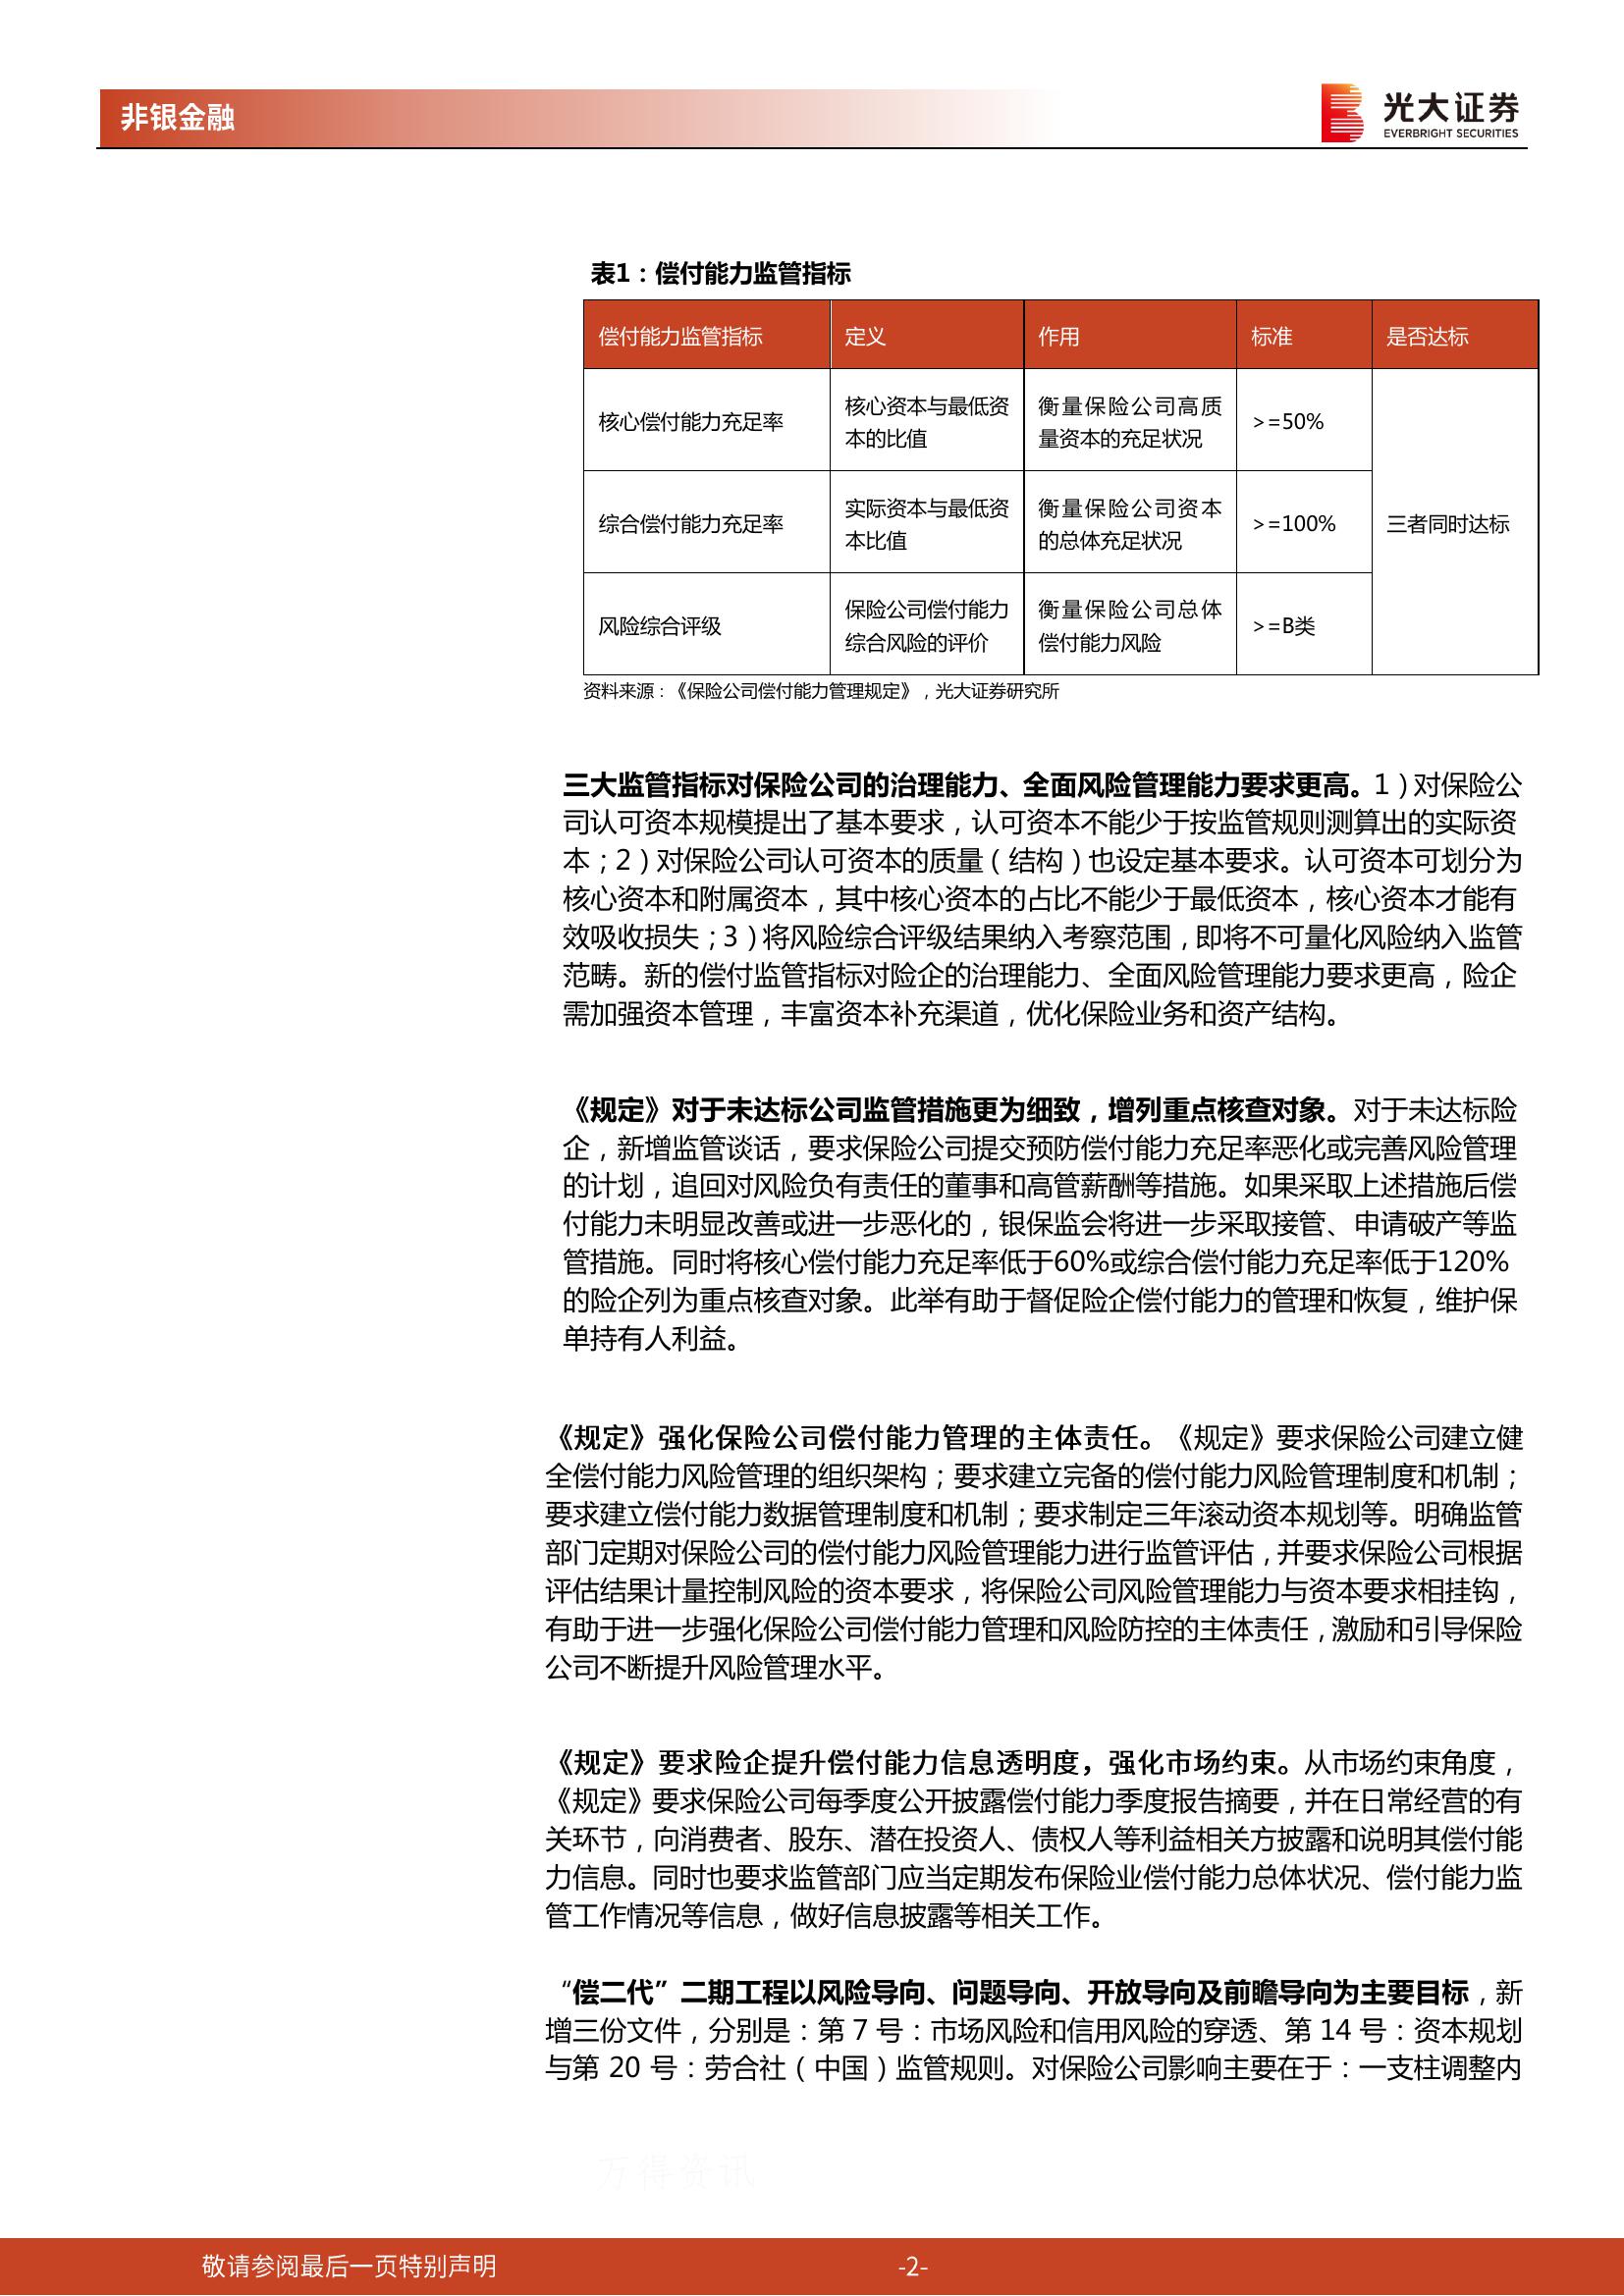 非银金融
光大证券
EVERBRIGHT SECURITIES
表1：偿付能力监管指标
偿付能力监管指标 定义 作用 标准 是否达标
核心偿付能力充足率 核心资本与最低资本的比值 衡量保险公司高质量资本的充足状况 >=50%
综合偿付能力充足率 实际资本与最低资本比值 衡量保险公司资本的总体充足状况 >=100% 三者同时达标
风险综合评级 保险公司偿付能力综合风险的评价 衡量保险公司总体偿付能力风险 >=B类
资料来源：《保险公司偿付能力管理规定》，光大证券研究所
三大监管指标对保险公司的治理能力、全面风险管理能力要求更高。1）对保险公
司认可资本规模提出了基本要求，认可资本不能少于按监管规则测算出的实际资
本；2）对保险公司认可资本的质量（结构）也设定基本要求。认可资本可划分为
核心资本和附属资本，其中核心资本的占比不能少于最低资本，核心资本才能有
效吸收损失；3）将风险综合评级结果纳入考察范围，即将不可量化风险纳入监管
范畴。新的偿付监管指标对险企的治理能力、全面风险管理能力要求更高，险企
需加强资本管理，丰富资本补充渠道，优化保险业务和资产结构。
《规定》对于未达标公司监管措施更为细致，增列重点核查对象。对于未达标险
企，新增监管谈话，要求保险公司提交预防偿付能力充足率恶化或完善风险管理
的计划，追回对风险负有责任的董事和高管薪酬等措施。如果采取上述措施后偿
付能力未明显改善或进一步恶化的，银保监会将进一步采取接管、申请破产等监
管措施。同时将核心偿付能力充足率低于60%或综合偿付能力充足率低于120%
的险企列为重点核查对象。此举有助于督促险企偿付能力的管理和恢复，维护保
单持有人利益。
《规定》强化保险公司偿付能力管理的主体责任。《规定》要求保险公司建立健
全偿付能力风险管理的组织架构；要求建立完备的偿付能力风险管理制度和机制；
要求建立偿付能力数据管理制度和机制；要求制定三年滚动资本规划等。明确监管
部门定期对保险公司的偿付能力风险管理能力进行监管评估，并要求保险公司根据
评估结果计量控制风险的资本要求，将保险公司风险管理能力与资本要求相挂钩，
有助于进一步强化保险公司偿付能力管理和风险防控的主体责任，激励和引导保险
公司不断提升风险管理水平。
《规定》要求险企提升偿付能力信息透明度，强化市场约束。从市场约束角度，
《规定》要求保险公司每季度公开披露偿付能力季度报告摘要，并在日常经营的有
关环节，向消费者、股东、潜在投资人、债权人等利益相关方披露和说明其偿付能
力信息。同时也要求监管部门应当定期发布保险业偿付能力总体状况、偿付能力监
管工作情况等信息，做好信息披露等相关工作。
“偿二代”二期工程以风险导向、问题导向、开放导向及前瞻导向为主要目标，新
增三份文件，分别是：第 7 号：市场风险和信用风险的穿透、第 14 号：资本规划
与第 20 号：劳合社（中国）监管规则。对保险公司影响主要在于：一支柱调整内
万得资讯
敬请参阅最后一页特别声明 -2-